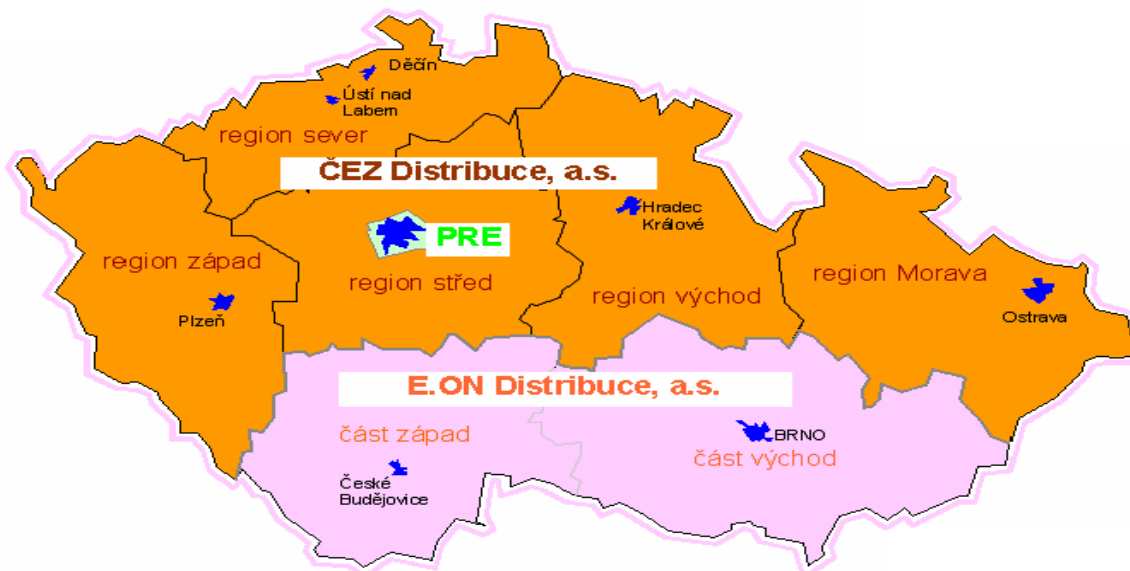 Děčín
Ústí nad
Labem
region sever
ČEZ Distribuce, a.s.
Hradec
Králové
PRE
region západ
region střed
region Morava
region východ
Plzeň
Ostrava
E.ON Distribuce, a.s.
část západ
BRNO
část východ
České
Budějovice